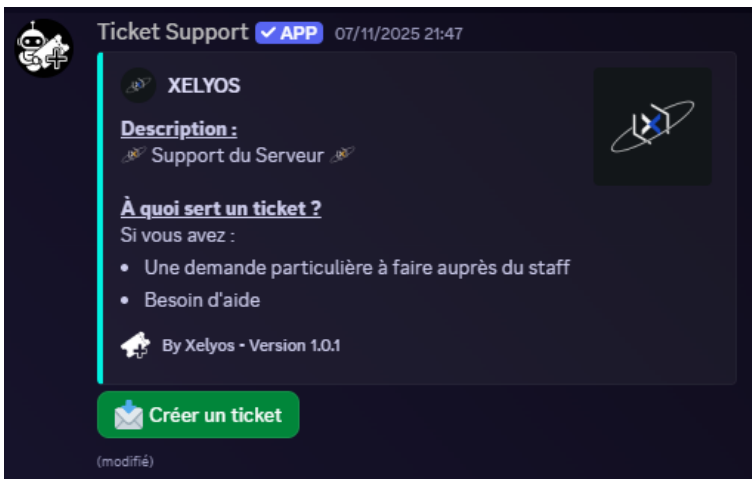 Ticket Support ✓ APP 07/11/2025 21:47
XELYOS
Description :
Support du Serveur
À quoi sert un ticket ?
Si vous avez :
• Une demande particulière à faire auprès du staff
• Besoin d'aide
By Xelyos - Version 1.0.1
Créer un ticket
(modifié)